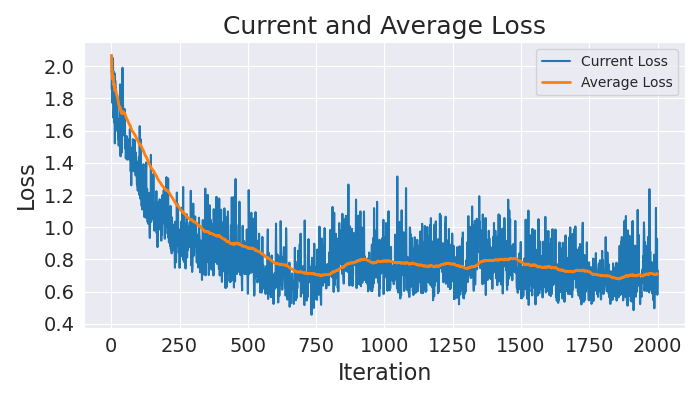 Current and Average Loss
Current Loss
Average Loss
Loss
2.0
1.8
1.6
1.4
1.2
1.0
0.8
0.6
0.4
0 250 500 750 1000 1250 1500 1750 2000
Iteration